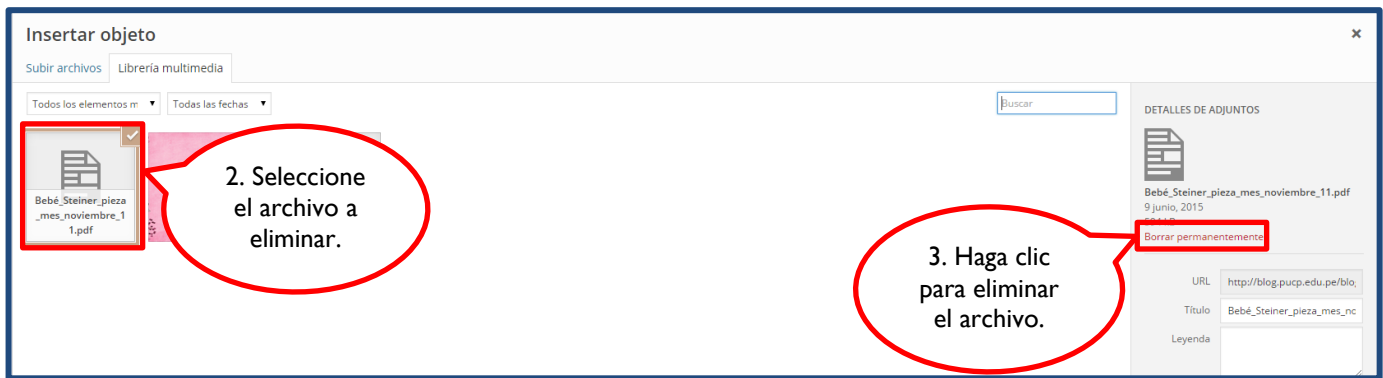 Insertar objeto
×
Subir archivos
Librería multimedia
Todos los elementos m
Todas las fechas
Buscar
Bebé_Steiner_pieza
_mes_noviembre_1
1.pdf
2. Seleccione
el archivo a
eliminar.
DETALLES DE ADJUNTOS
Bebé_Steiner_pieza_mes_noviembre_11.pdf
9 junio, 2015
Borrar permanentemente
3. Haga clic
para eliminar
el archivo.
URL http://blog.pucp.edu.pe/blo
Título Bebé_Steiner_pieza_mes_nc
Leyenda